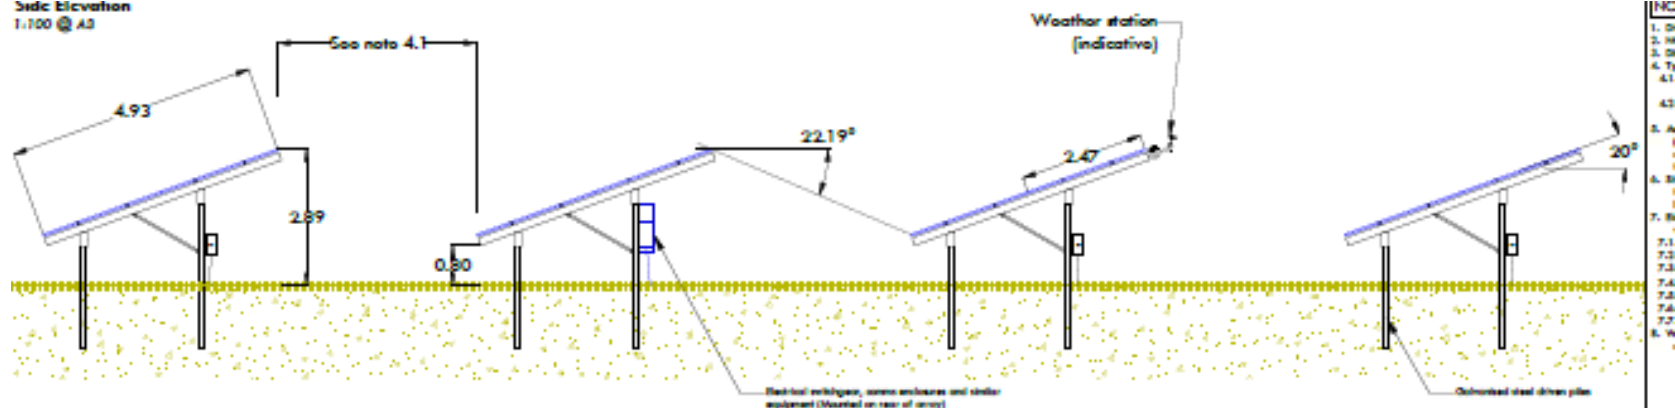 Side Elevation
1:100 @ A3
See note 4.1
Weather station
(indicative)
4.93
22.19°
2.47
20°
2.89
0.80
Electrical switchgear, comms enclosures and similar
equipment (Mounted on rear of array)
Galvanised steel driven piles